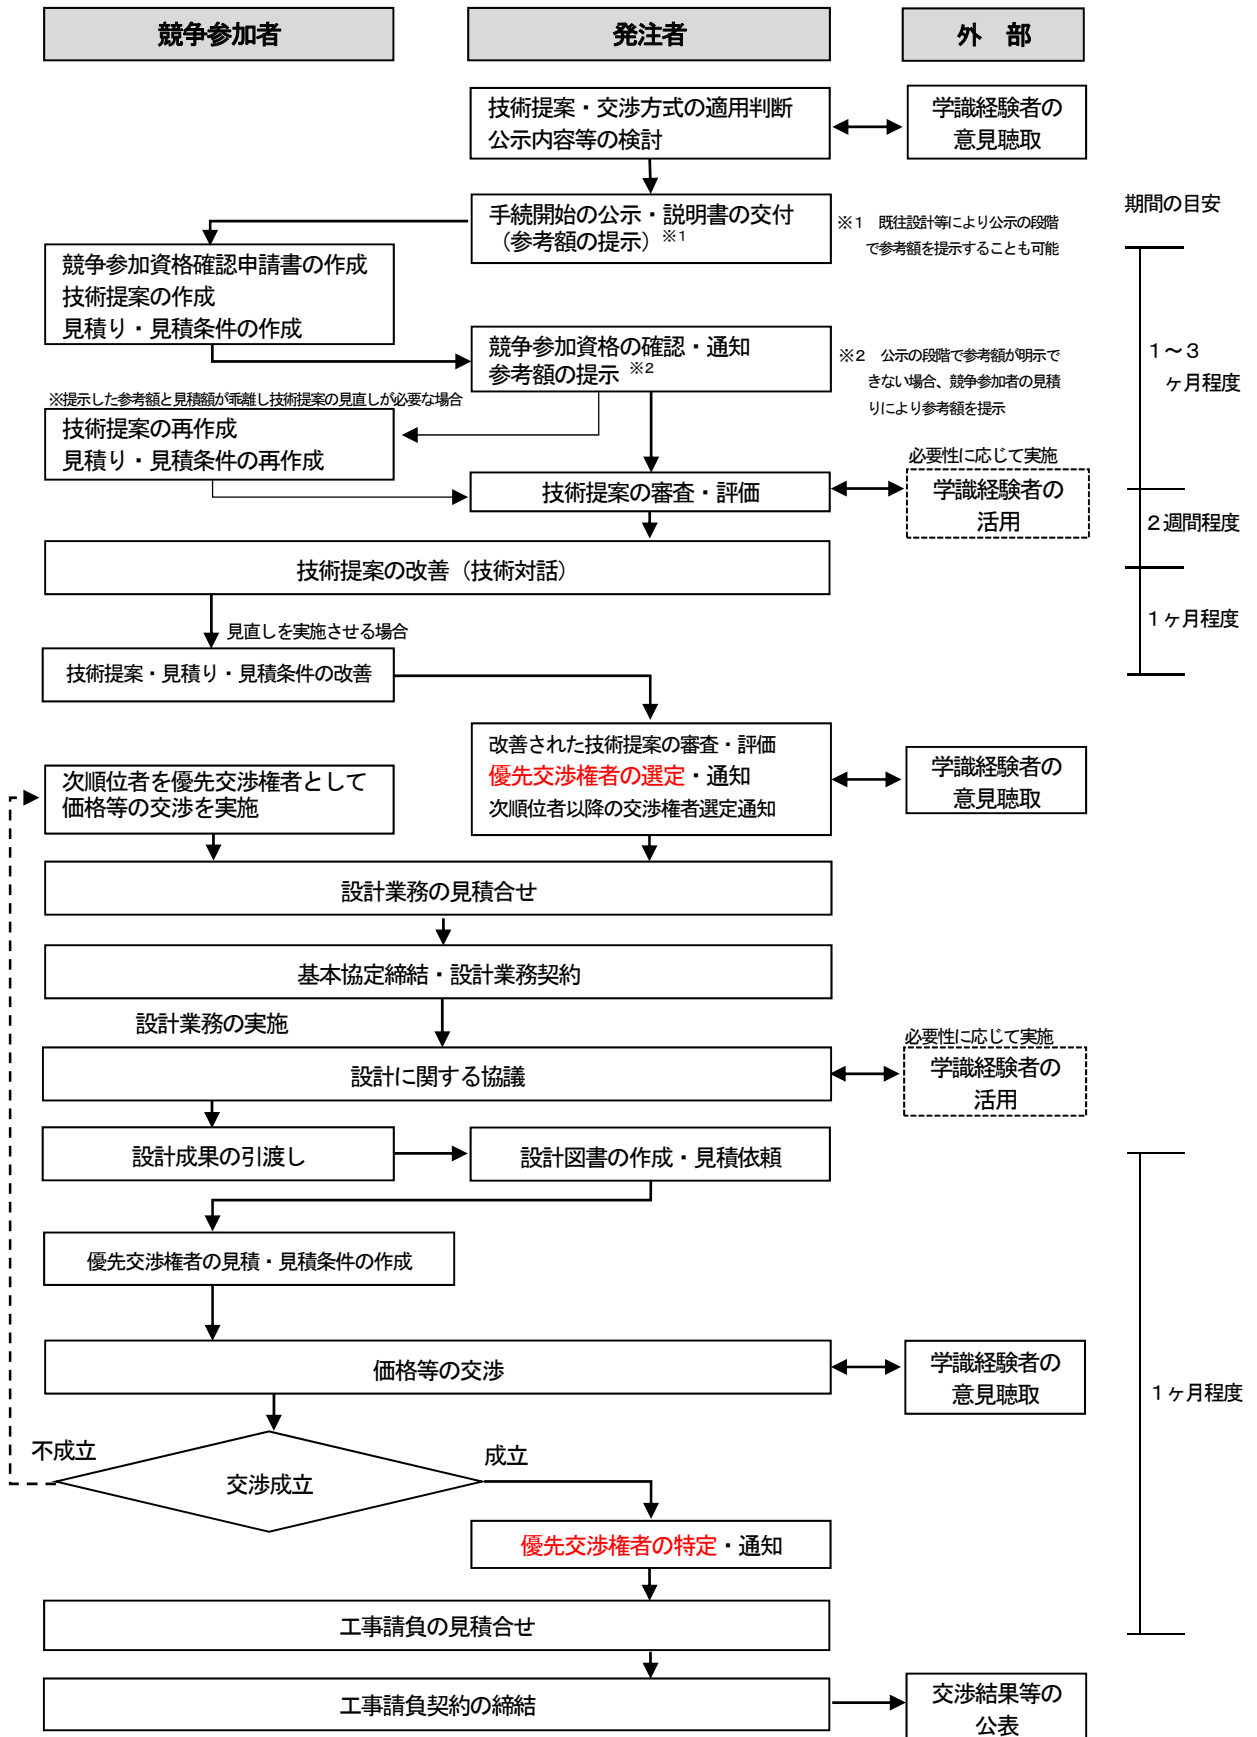 競争参加者
発注者
外　部
技術提案・交渉方式の適用判断
公示内容等の検討
学識経験者の
意見聴取
手続開始の公示・説明書の交付
（参考額の提示）※1
※１　既往設計等により公示の段階
で参考額を提示することも可能
期間の目安
競争参加資格確認申請書の作成
技術提案の作成
見積り・見積条件の作成
競争参加資格の確認・通知
参考額の提示 ※2
※２　公示の段階で参考額が明示で
きない場合、競争参加者の見積
りにより参考額を提示
１～３
ヶ月程度
※提示した参考額と見積額が乖離し技術提案の見直しが必要な場合
技術提案の再作成
見積り・見積条件の再作成
技術提案の審査・評価
必要性に応じて実施
学識経験者の
活用
２週間程度
技術提案の改善（技術対話）
１ヶ月程度
見直しを実施させる場合
技術提案・見積り・見積条件の改善
改善された技術提案の審査・評価
優先交渉権者の選定・通知
次順位者以降の交渉権者選定通知
学識経験者の
意見聴取
次順位者を優先交渉権者として
価格等の交渉を実施
設計業務の見積合せ
基本協定締結・設計業務契約
設計業務の実施
設計に関する協議
必要性に応じて実施
学識経験者の
活用
設計成果の引渡し
設計図書の作成・見積依頼
優先交渉権者の見積・見積条件の作成
価格等の交渉
学識経験者の
意見聴取
１ヶ月程度
不成立
交渉成立
成立
優先交渉権者の特定・通知
工事請負の見積合せ
工事請負契約の締結
交渉結果等の
公表